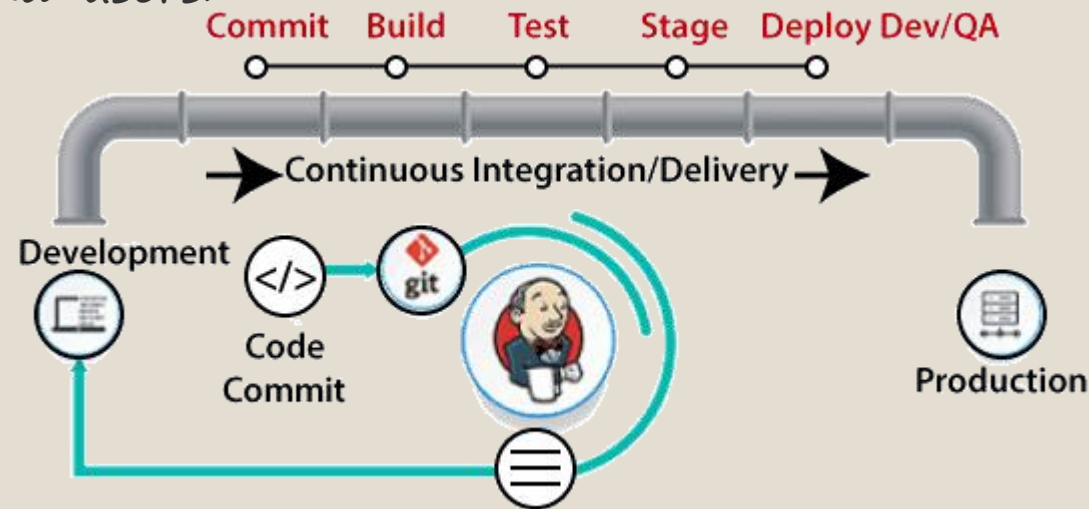 Commit Build Test Stage Deploy Dev/QA
Continuous Integration/Delivery
Development
</>
git
Code
Commit
Production